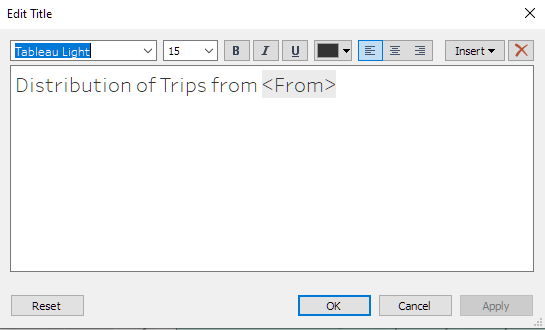 Edit Title
Tableau Light 15 B I U Insert
Distribution of Trips from <From>
Reset OK Cancel Apply